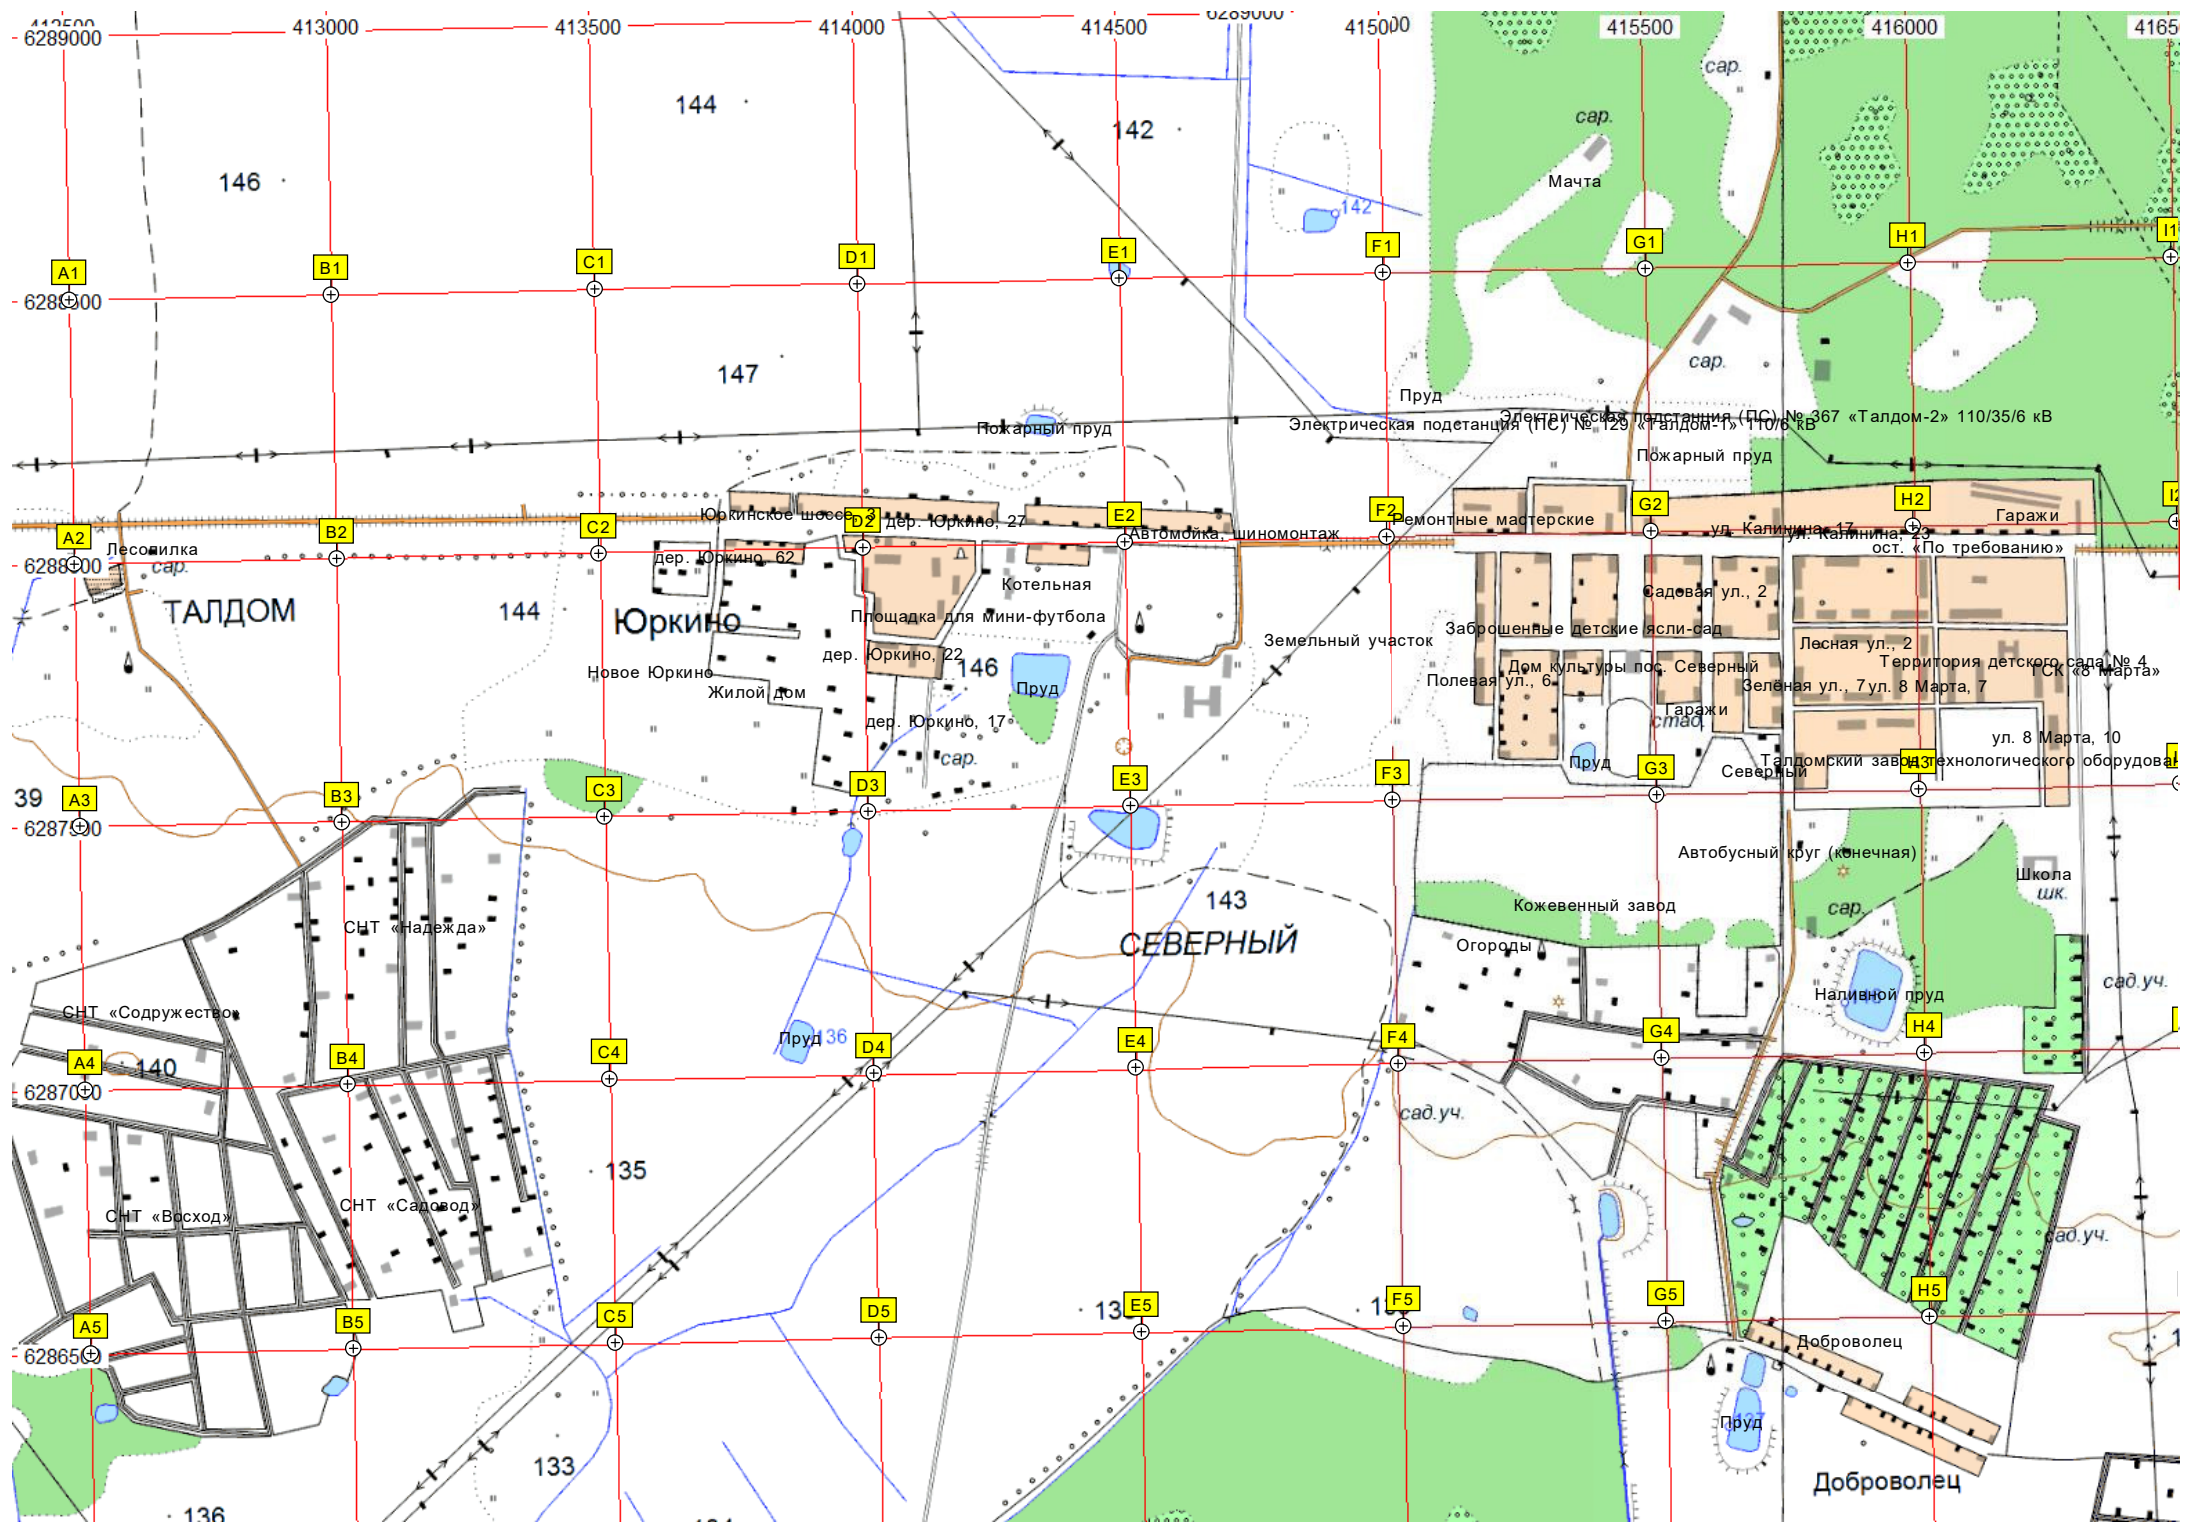 413000
413500
414000
414500
415500
416000
6289000
сар.
144
142
сар.
146
Мачта
142
A1
B1
C1
D1
E1
F1
G1
H1
I1
147
сар.
Пруд
Пожарный пруд
Электрическая подстанция (ПС) № 367 «Талдом-2» 110/35/6 кВ
Электрическая подстанция (ПС) № 129 «Талдом-1» 110/6 кВ
Пожарный пруд
A2
B2
C2
D2
E2
F2
G2
H2
Юркинское шоссе, 3
дер. Юркино, 27
Автомойка, шиномонтаж
Ремонтные мастерские
ул. Калинина, 17
ул. Калинина, 23
Гаражи
ост. «По требованию»
Лесопилка
сар.
дер. Юркино, 62
Котельная
Садовая ул., 2
ТАЛДОМ
144
Юркино
Площадка для мини-футбола
Земельный участок
Заброшенные детские ясли-сад
Лесная ул., 2
дер. Юркино, 22
146
Новое Юркино
Жилой дом
Пруд
Полевая ул., 6
Дом культуры пос. Северный
Территория детского сада № 4
ТСК «8 Марта»
Зелёная ул., 7
ул. 8 Марта, 7
Гаражи
стад.
дер. Юркино, 17
сар.
ул. 8 Марта, 10
Пруд
Северный
Талдомский завод технологического оборудова
39
A3
B3
C3
D3
E3
F3
G3
H3
Автобусный круг (конечная)
Школа
шк.
143
Кожевенный завод
сар.
СНТ «Надежда»
СЕВЕРНЫЙ
Огороды
сад.уч.
Наливной пруд
СНТ «Содружество»
Пруд
136
A4
B4
C4
D4
E4
F4
G4
H4
140
сад.уч.
135
СНТ «Восход»
СНТ «Садовод»
сад.уч.
A5
B5
C5
D5
E5
F5
G5
H5
Доброволец
Пруд
133
Доброволец
136